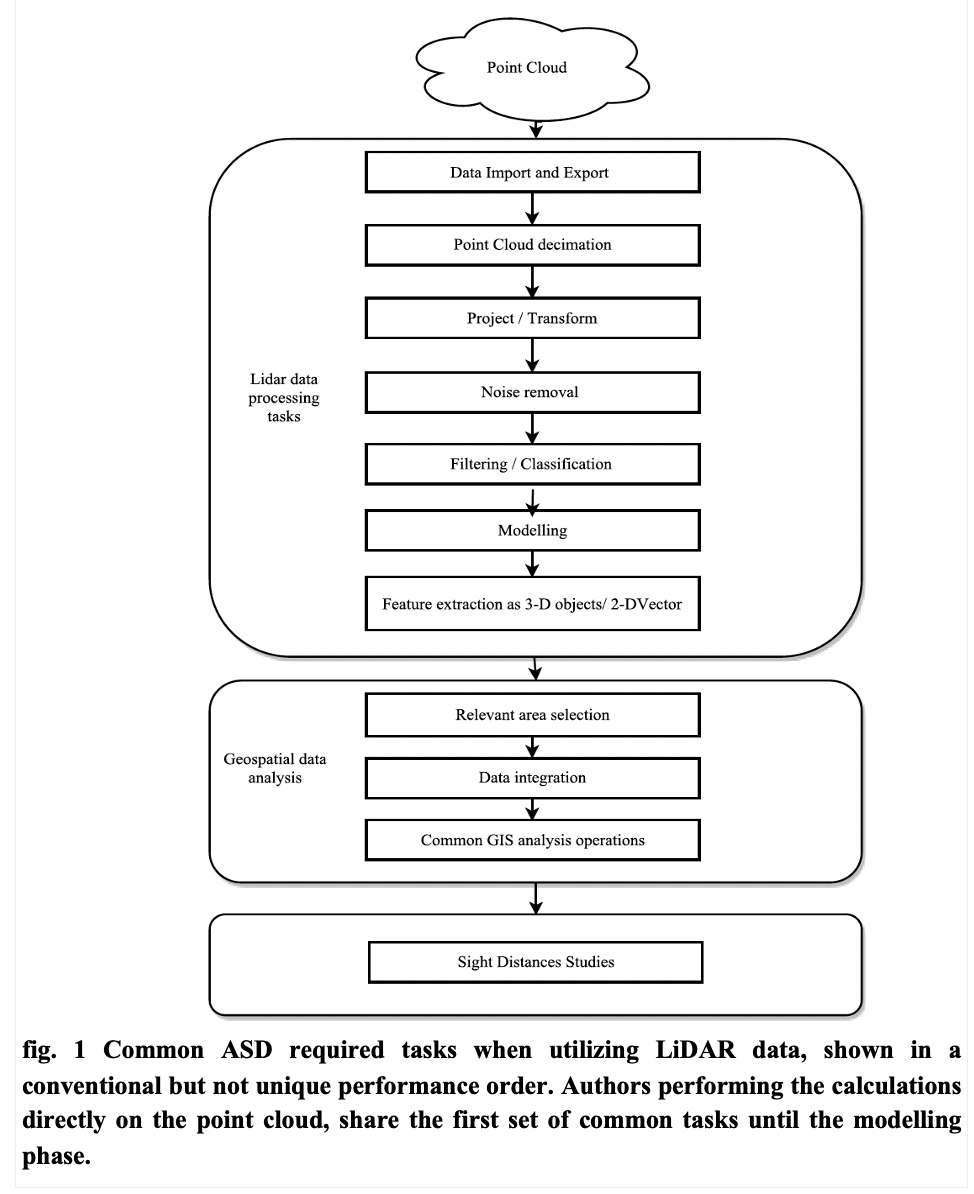 Point Cloud
Data Import and Export
Point Cloud decimation
Project / Transform
Lidar data
processing
tasks
Noise removal
Filtering / Classification
Modelling
Feature extraction as 3-D objects/ 2-DVector
Relevant area selection
Geospatial data
analysis
Data integration
Common GIS analysis operations
Sight Distances Studies
fig. 1 Common ASD required tasks when utilizing LiDAR data, shown in a
conventional but not unique performance order. Authors performing the calculations
directly on the point cloud, share the first set of common tasks until the modelling
phase.